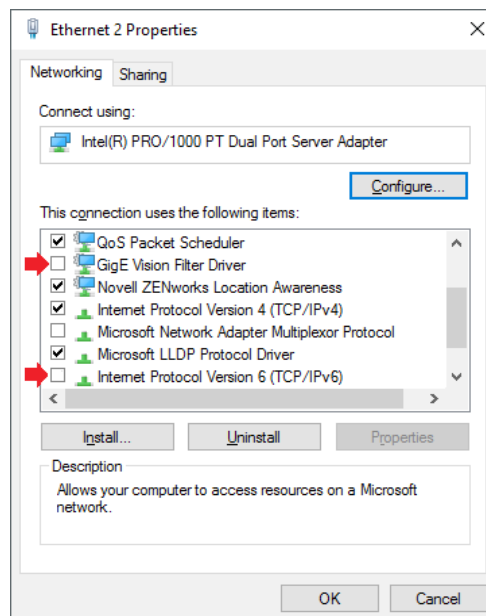 Ethernet 2 Properties
Networking
Sharing
Connect using:
Intel(R) PRO/1000 PT Dual Port Server Adapter
Configure...
This connection uses the following items:
QoS Packet Scheduler
GigE Vision Filter Driver
Novell ZENworks Location Awareness
Internet Protocol Version 4 (TCP/IPv4)
Microsoft Network Adapter Multiplexor Protocol
Microsoft LLDP Protocol Driver
Internet Protocol Version 6 (TCP/IPv6)
Install...
Uninstall
Properties
Description
Allows your computer to access resources on a Microsoft
network.
OK
Cancel